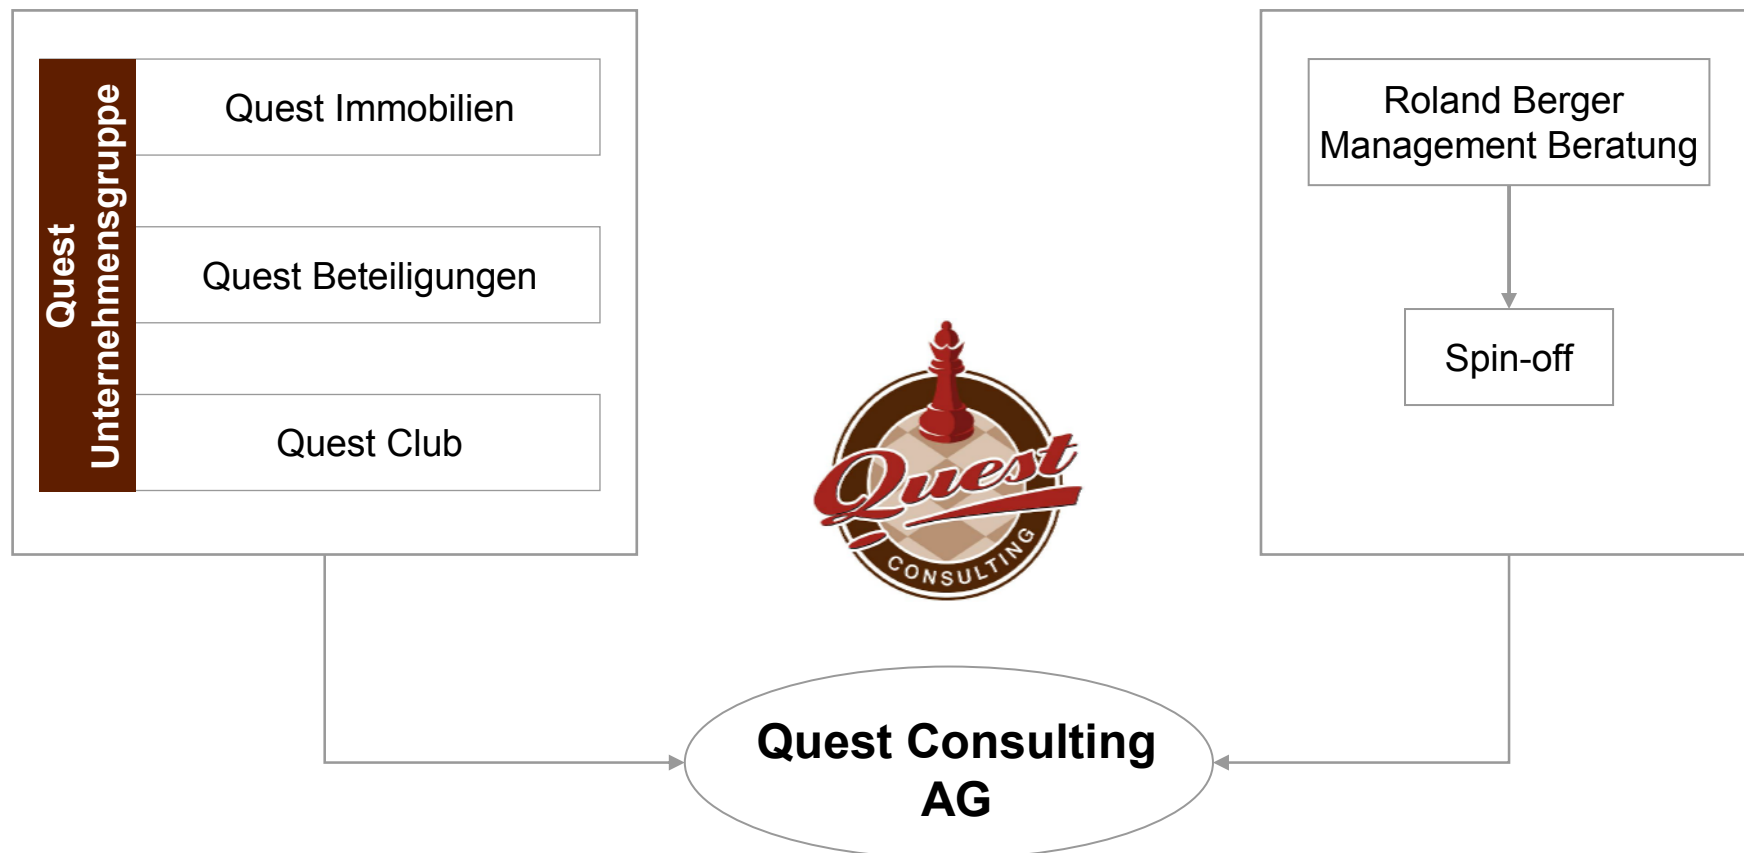 Quest
Unternehmensgruppe
Quest Immobilien
Quest Beteiligungen
Quest Club
Roland Berger
Management Beratung
Spin-off
Quest
CONSULTING
Quest Consulting
AG